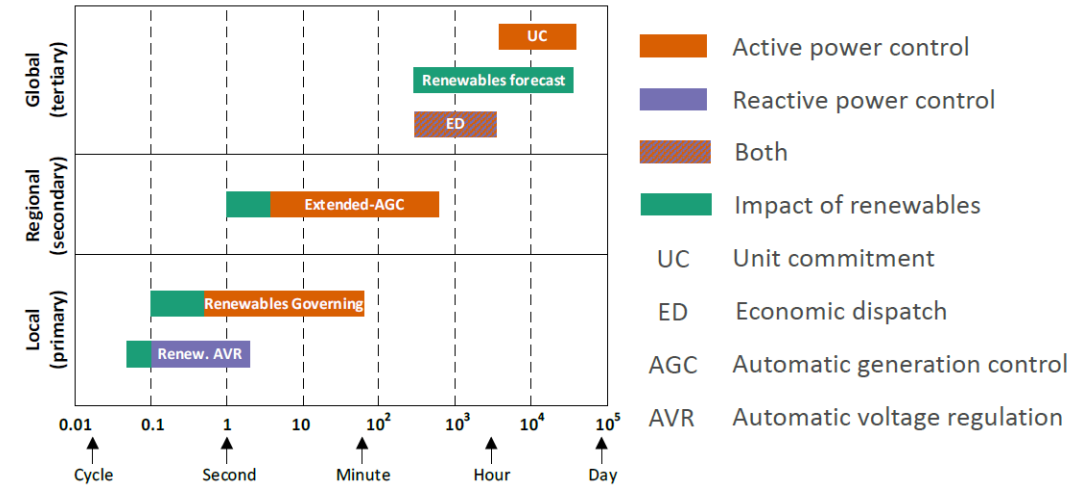 Global
(tertiary)
UC
Renewables forecast
ED
Regional
(secondary)
Extended-AGC
Local
(primary)
Renewables Governing
Renew. AVR
0.01 0.1 1 10 10² 10³ 10⁴ 10⁵
Cycle Second Minute Hour Day
Active power control
Reactive power control
Both
Impact of renewables
UC Unit commitment
ED Economic dispatch
AGC Automatic generation control
AVR Automatic voltage regulation